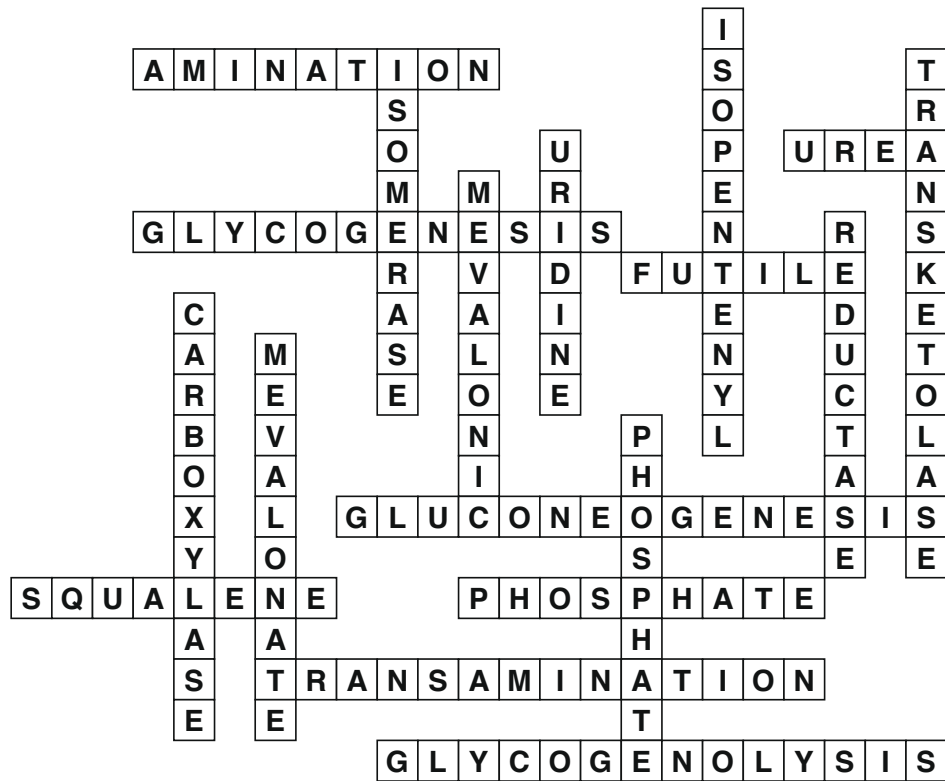 ISOPENTENYL
AMINATION
ISOMERASE
TRANSKETOLASE
URIDINE
UREA
MEVALONIC
GLYCOGENESIS
REDUCTASE
FUTILE
CARBOXYLASE
MEVALONATE
PHOSPHATE
GLUCONEOGENESIS
SQUALENE
PHOSPHATE
TRANSAMINATION
GLYCOGENOLYSIS